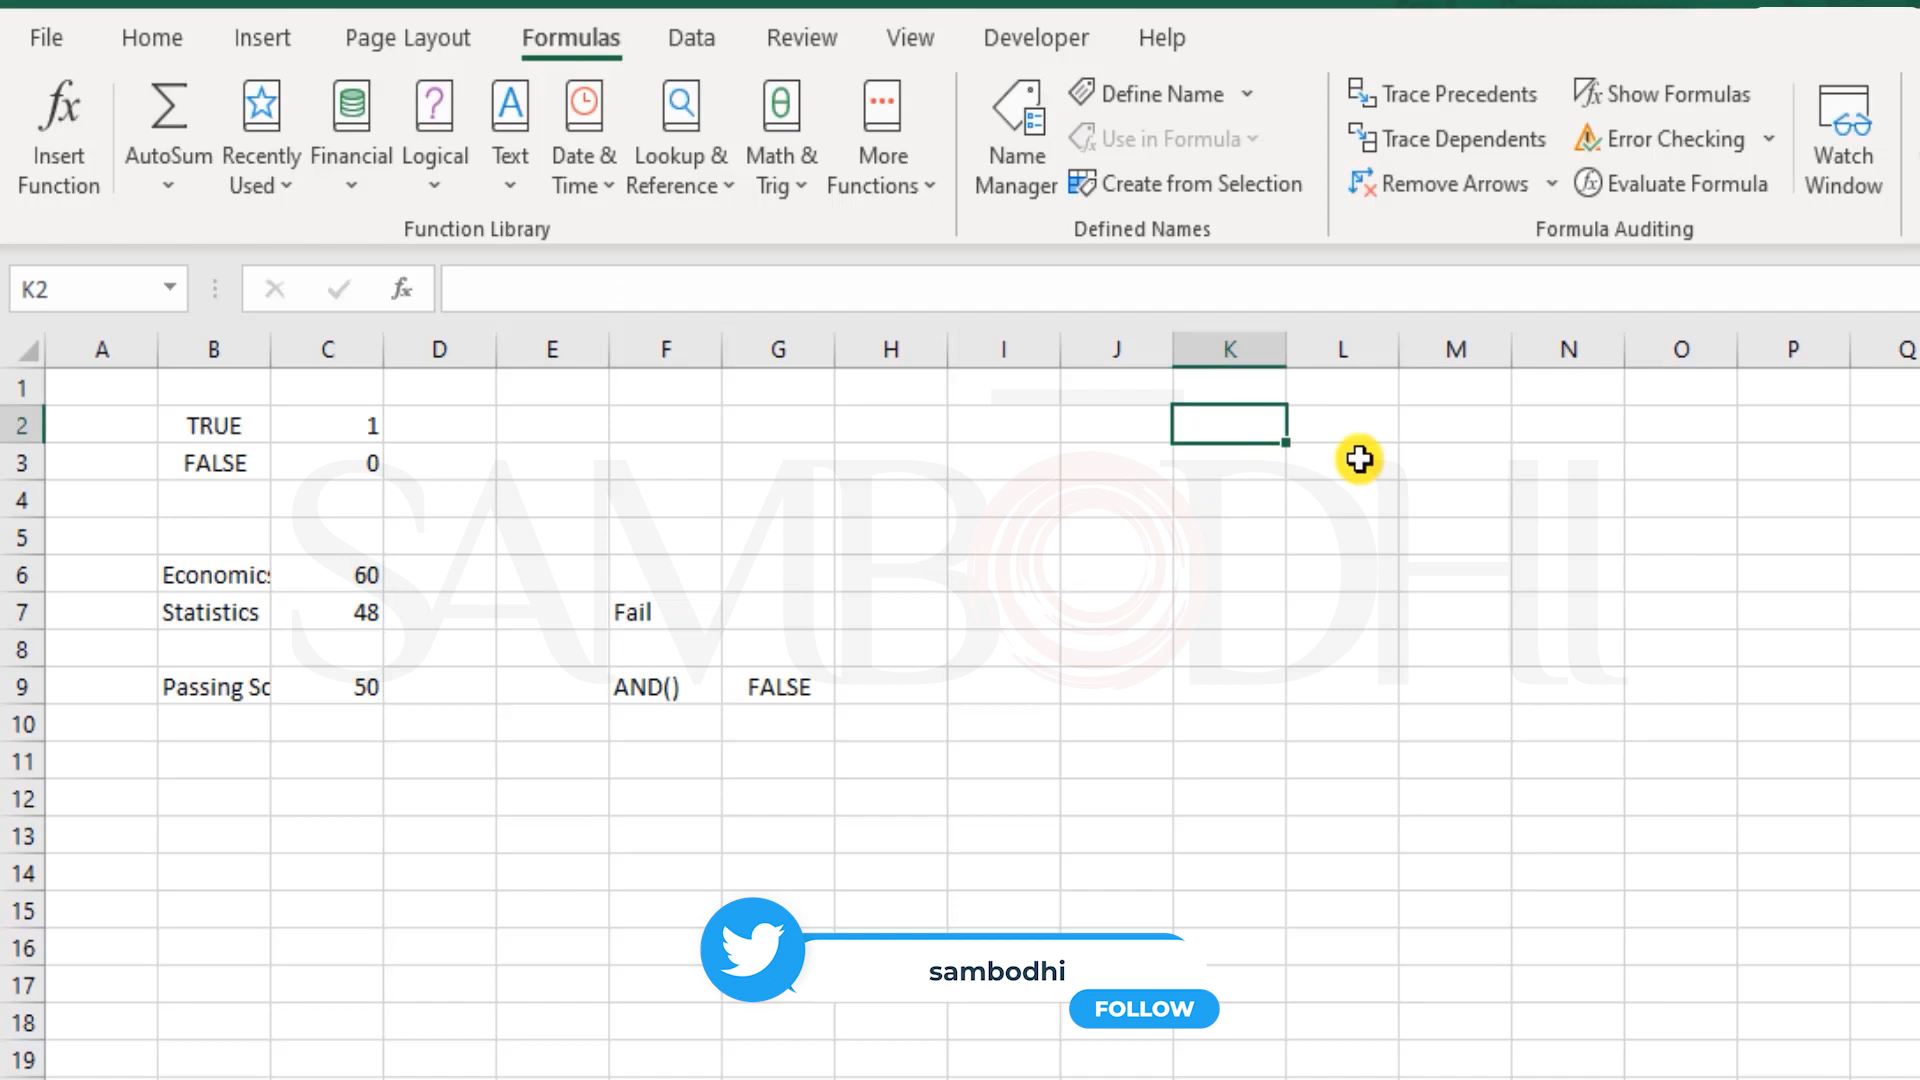 File Home Insert Page Layout Formulas Data Review View Developer Help
fx Σ ? A θ
Insert Function AutoSum Recently Used Financial Logical Text Date & Time Lookup & Reference Math & Trig More Functions
Name Manager Define Name
Use in Formula
Create from Selection
Trace Precedents Show Formulas
Trace Dependents Error Checking
Remove Arrows Evaluate Formula
Watch Window
Function Library Defined Names Formula Auditing
K2 fx
A B C D E F G H I J K L M N O P Q
1
2 TRUE 1
3 FALSE 0
4
5
6 Economics 60
7 Statistics 48 Fail
8
9 Passing Sc 50 AND() FALSE
10
11
12
13
14
15
16
17
18
19
SAMBODHI
sambodhi
FOLLOW